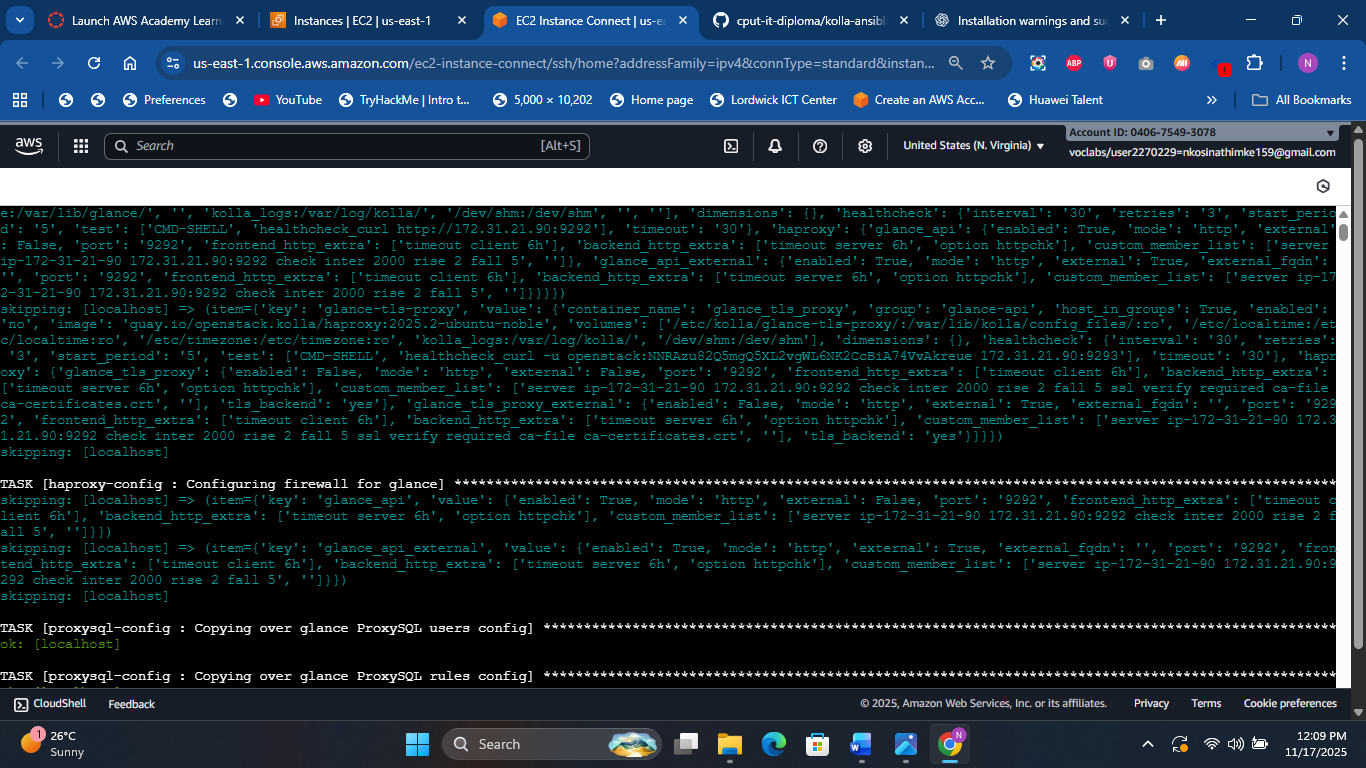 Launch AWS Academy Learn
Instances | EC2 | us-east-1
EC2 Instance Connect | us-ea
cput-it-diploma/kolla-ansibl
Installation warnings and su
us-east-1.console.aws.amazon.com/ec2-instance-connect/ssh/home?addressFamily=ipv4&connType=standard&instan...
ABP
N
Preferences
YouTube
TryHackMe | Intro t...
5,000 × 10,202
Home page
Lordwick ICT Center
Create an AWS Acc...
Huawei Talent
All Bookmarks
aws
Search
[Alt+S]
United States (N. Virginia)
Account ID: 0406-7549-3078
voclabs/user2270229=nkosinathimke159@gmail.com
e:/var/lib/glance/', '', 'kolla_logs:/var/log/kolla/', '/dev/shm:/dev/shm', '', ''], 'dimensions': {}, 'healthcheck': {'interval': '30', 'retries': '3', 'start_perio
d': '5', 'test': ['CMD-SHELL', 'healthcheck_curl http://172.31.21.90:9292'], 'timeout': '30'}, 'haproxy': {'glance_api': {'enabled': True, 'mode': 'http', 'external'
: False, 'port': '9292', 'frontend_http_extra': ['timeout client 6h'], 'backend_http_extra': ['timeout server 6h', 'option httpchk'], 'custom_member_list': ['server
ip-172-31-21-90 172.31.21.90:9292 check inter 2000 rise 2 fall 5', '']}, 'glance_api_external': {'enabled': True, 'mode': 'http', 'external': True, 'external_fqdn':
'', 'port': '9292', 'frontend_http_extra': ['timeout client 6h'], 'backend_http_extra': ['timeout server 6h', 'option httpchk'], 'custom_member_list': ['server ip-17
2-31-21-90 172.31.21.90:9292 check inter 2000 rise 2 fall 5', '']}}}})
skipping: [localhost] => (item={'key': 'glance-tls-proxy', 'value': {'container_name': 'glance_tls_proxy', 'group': 'glance-api', 'host_in_groups': True, 'enabled':
'no', 'image': 'quay.io/openstack.kolla/haproxy:2025.2-ubuntu-noble', 'volumes': ['/etc/kolla/glance-tls-proxy/:/var/lib/kolla/config_files/:ro', '/etc/localtime:/et
c/localtime:ro', '/etc/timezone:/etc/timezone:ro', 'kolla_logs:/var/log/kolla/', '/dev/shm:/dev/shm'], 'dimensions': {}, 'healthcheck': {'interval': '30', 'retries':
'3', 'start_period': '5', 'test': ['CMD-SHELL', 'healthcheck_curl -u openstack: 172.31.21.90:9293'], 'timeout': '30'}, 'hapr
oxy': {'glance_tls_proxy': {'enabled': False, 'mode': 'http', 'external': False, 'port': '9292', 'frontend_http_extra': ['timeout client 6h'], 'backend_http_extra':
['timeout server 6h', 'option httpchk'], 'custom_member_list': ['server ip-172-31-21-90 172.31.21.90:9292 check inter 2000 rise 2 fall 5 ssl verify required ca-file
ca-certificates.crt', ''], 'tls_backend': 'yes'}, 'glance_tls_proxy_external': {'enabled': False, 'mode': 'http', 'external': True, 'external_fqdn': '', 'port': '929
2', 'frontend_http_extra': ['timeout client 6h'], 'backend_http_extra': ['timeout server 6h', 'option httpchk'], 'custom_member_list': ['server ip-172-31-21-90 172.3
1.21.90:9292 check inter 2000 rise 2 fall 5 ssl verify required ca-file ca-certificates.crt', ''], 'tls_backend': 'yes'}}}})
skipping: [localhost]
TASK [haproxy-config : Configuring firewall for glance] ****************************************************************************************************
skipping: [localhost] => (item={'key': 'glance_api', 'value': {'enabled': True, 'mode': 'http', 'external': False, 'port': '9292', 'frontend_http_extra': ['timeout c
lient 6h'], 'backend_http_extra': ['timeout server 6h', 'option httpchk'], 'custom_member_list': ['server ip-172-31-21-90 172.31.21.90:9292 check inter 2000 rise 2 f
all 5', '']}})
skipping: [localhost] => (item={'key': 'glance_api_external', 'value': {'enabled': True, 'mode': 'http', 'external': True, 'external_fqdn': '', 'port': '9292', 'fron
tend_http_extra': ['timeout client 6h'], 'backend_http_extra': ['timeout server 6h', 'option httpchk'], 'custom_member_list': ['server ip-172-31-21-90 172.31.21.90:9
292 check inter 2000 rise 2 fall 5', '']}})
skipping: [localhost]
TASK [proxysql-config : Copying over glance ProxySQL users config] ****************************************************************************************************
ok: [localhost]
TASK [proxysql-config : Copying over glance ProxySQL rules config] ****************************************************************************************************
CloudShell
Feedback
© 2025, Amazon Web Services, Inc. or its affiliates.
Privacy
Terms
Cookie preferences
1
26°C
Sunny
Search
N
12:09 PM
11/17/2025